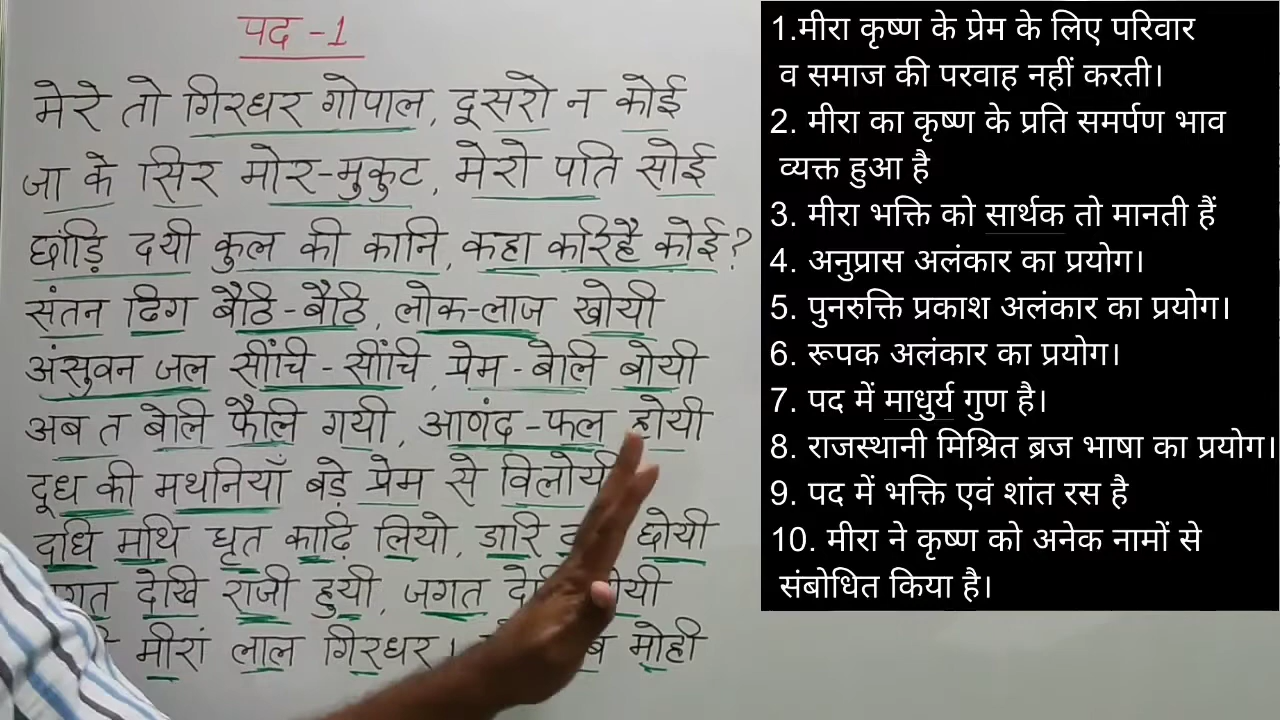 पद -1
मेरे तो गिरधर गोपाल, दूसरो न कोई
जा के सिर मोर-मुकुट, मेरो पति सोई
छांड़ि दयी कुल की कानि, कहा करिहै कोई?
संतन ढिग बैठि-बैठि, लोक-लाज खोयी
अंसुवन जल सींचि - सींचि, प्रेम - बेलि बोयी
अब त बेलि फैलि गयी, आणंद-फल होयी
दूध की मथनियाँ बड़े प्रेम से विलोयी
दधि मथि घृत काढ़ि लियो, डारि छोयी
देखि राजी हुयी, जगत
मीरां लाल गिरधर। मोही
1.मीरा कृष्ण के प्रेम के लिए परिवार
व समाज की परवाह नहीं करती।
2. मीरा का कृष्ण के प्रति समर्पण भाव
व्यक्त हुआ है
3. मीरा भक्ति को सार्थक तो मानती हैं
4. अनुप्रास अलंकार का प्रयोग।
5. पुनरुक्ति प्रकाश अलंकार का प्रयोग।
6. रूपक अलंकार का प्रयोग।
7. पद में माधुर्य गुण है।
8. राजस्थानी मिश्रित ब्रज भाषा का प्रयोग।
9. पद में भक्ति एवं शांत रस है
10. मीरा ने कृष्ण को अनेक नामों से
संबोधित किया है।